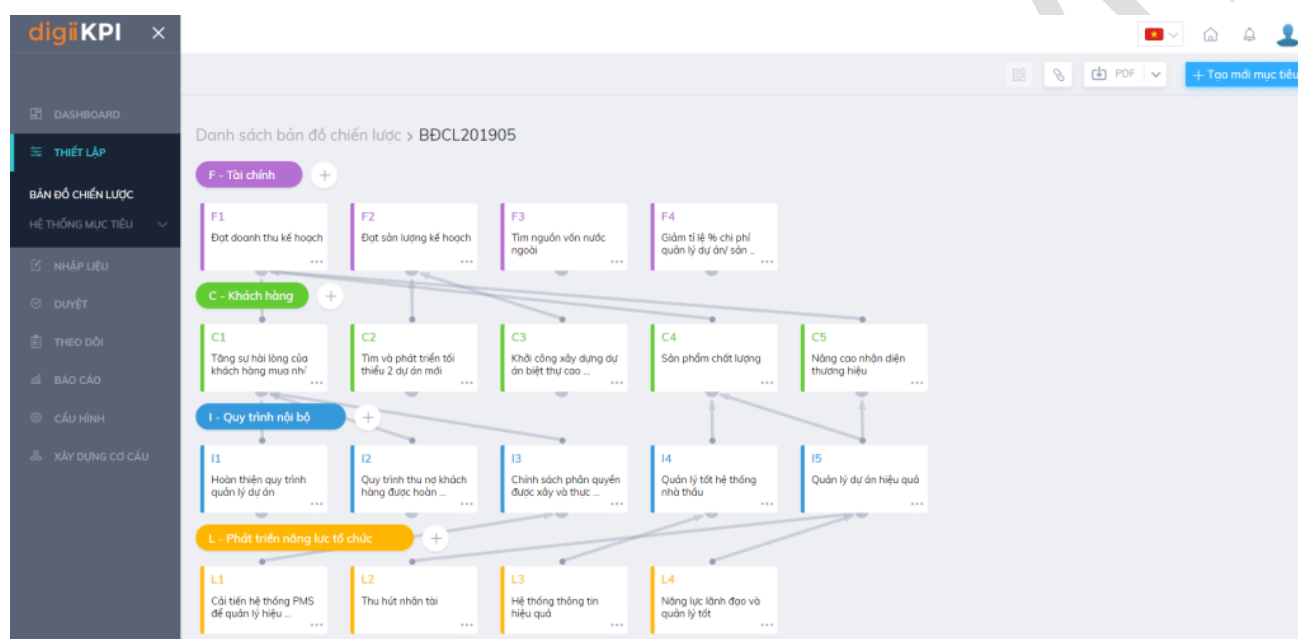 digiiKPI
PDF
+ Tạo mới mục tiêu
DASHBOARD
THIẾT LẬP
BẢN ĐỒ CHIẾN LƯỢC
HỆ THỐNG MỤC TIÊU
NHẬP LIỆU
DUYỆT
THEO DÕI
BÁO CÁO
CẤU HÌNH
XÂY DỰNG CƠ CẤU
Danh sách bản đồ chiến lược > BĐCL201905
F - Tài chính
F1
Đạt doanh thu kế hoạch
F2
Đạt sản lượng kế hoạch
F3
Tìm nguồn vốn nước
ngoài
F4
Giảm tỉ lệ % chi phí
quản lý dự án/ sản ...
C - Khách hàng
C1
Tăng sự hài lòng của
khách hàng mua nhà
C2
Tìm và phát triển tối
thiểu 2 dự án mới
C3
Khởi công xây dựng dự
án biệt thự cao ...
C4
Sản phẩm chất lượng
C5
Nâng cao nhận diện
thương hiệu
I - Quy trình nội bộ
I1
Hoàn thiện quy trình
quản lý dự án
I2
Quy trình thu nợ khách
hàng được hoàn ...
I3
Chính sách phân quyền
được xây và thực ...
I4
Quản lý tốt hệ thống
nhà thầu
I5
Quản lý dự án hiệu quả
L - Phát triển năng lực tổ chức
L1
Cải tiến hệ thống PMS
để quản lý hiệu ...
L2
Thu hút nhân tài
L3
Hệ thống thông tin
hiệu quả
L4
Năng lực lãnh đạo và
quản lý tốt